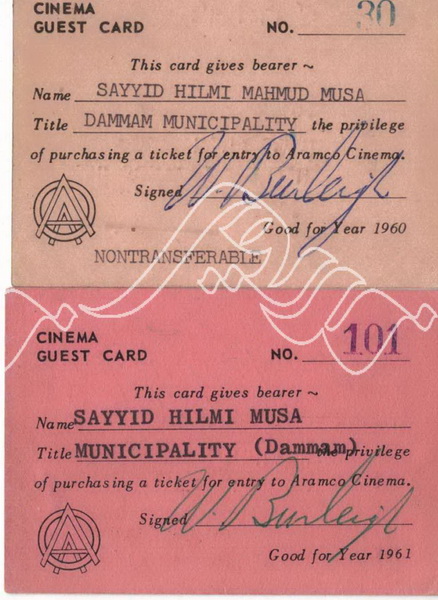 CINEMA
GUEST CARD NO. 30
This card gives bearer ~
Name SAYYID HILMI MAHMUD MUSA
Title DAMMAM MUNICIPALITY the privilege
of purchasing a ticket for entry to Aramco Cinema.
Signed W. Burleigh
Good for Year 1960
NONTRANSFERABLE
CINEMA
GUEST CARD NO. 101
This card gives bearer ~
Name SAYYID HILMI MUSA
Title MUNICIPALITY (Dammam) the privilege
of purchasing a ticket for entry to Aramco Cinema.
Signed W. Burleigh
Good for Year 1961